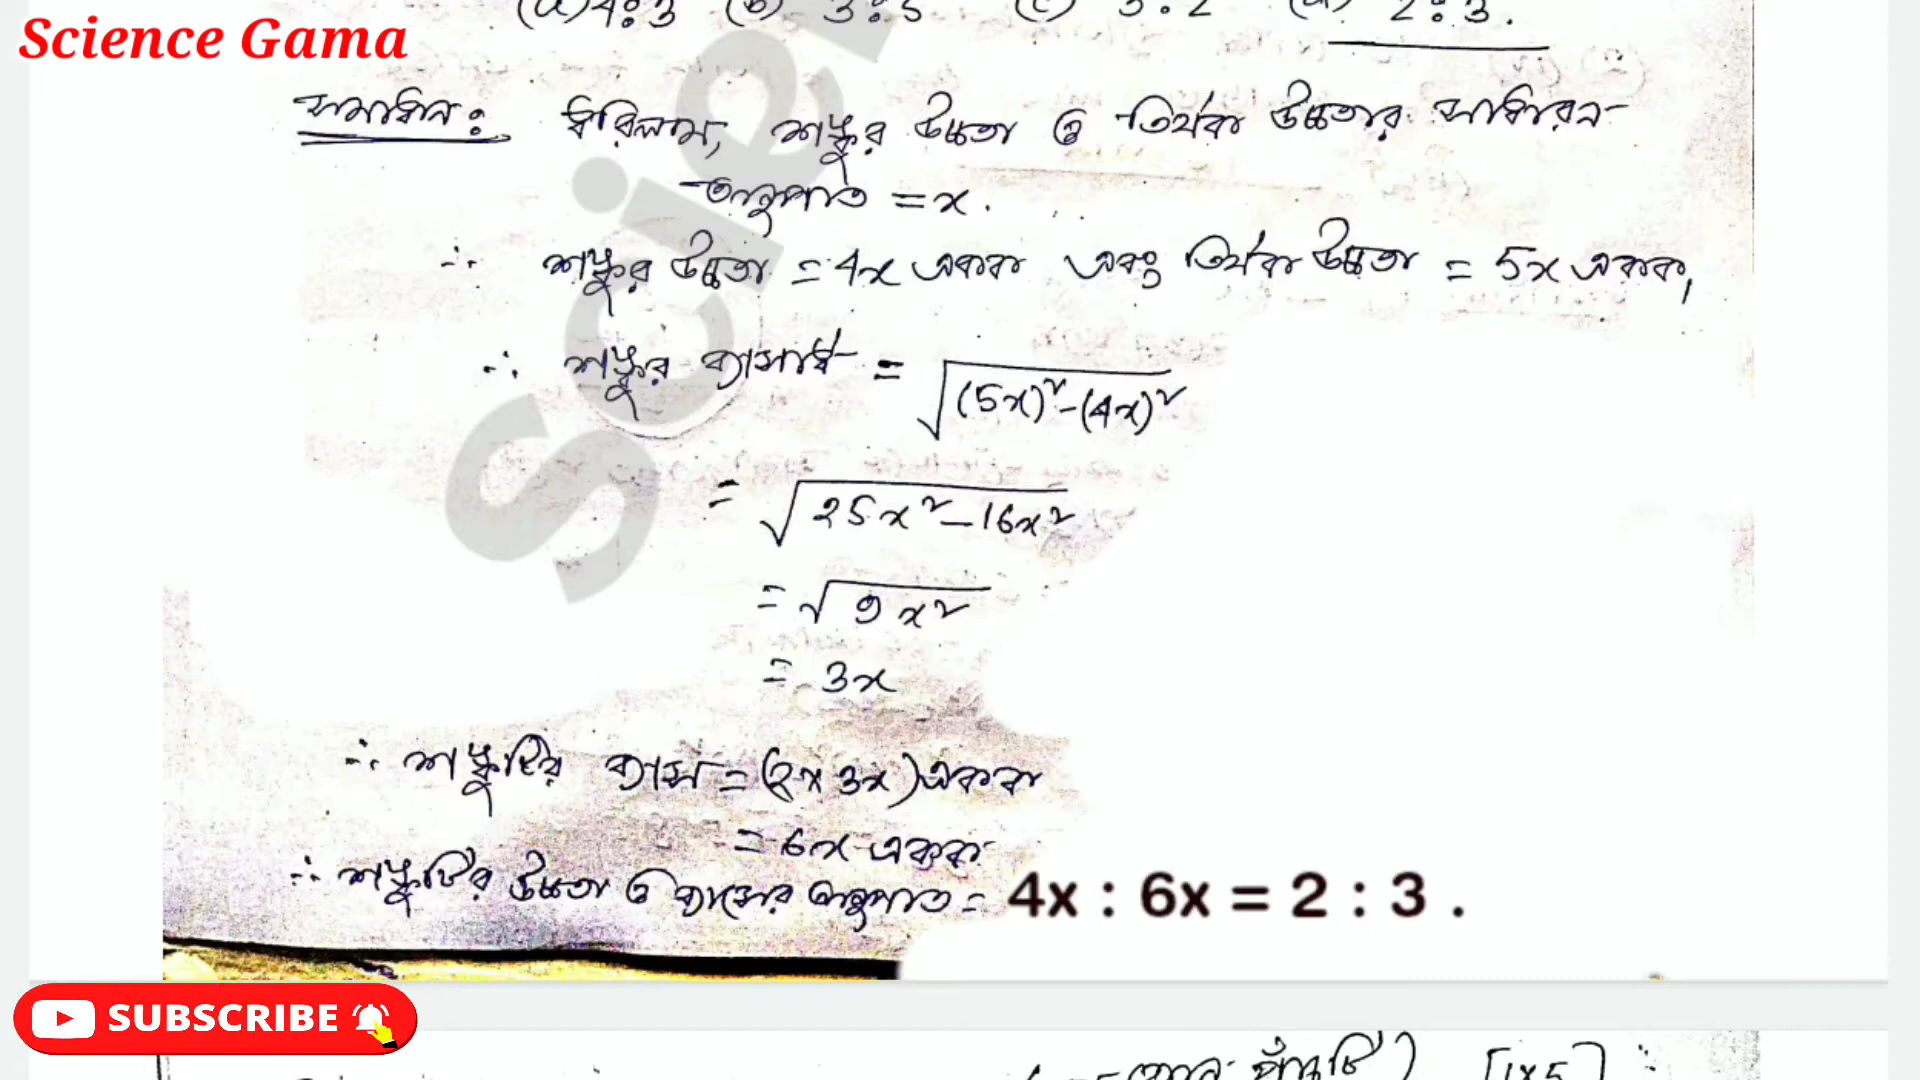 Science Gama
(a) 4:3 (b) 3:5 (c) 3:2 (d) 2:3.
সমাধান: ধরিলাম, শঙ্কুর উচ্চতা ও তির্যক উচ্চতার সাধারন
অনুপাত = x.
∴ শঙ্কুর উচ্চতা = 4x একক এবং তির্যক উচ্চতা = 5x একক,
∴ শঙ্কুর ব্যাসার্ধ = √(5x)² - (4x)²
= √25x² - 16x²
= √9x²
= 3x
∴ শঙ্কুটির ব্যাস = (2 x 3x) একক
= 6x একক
∴ শঙ্কুটির উচ্চতা ও ব্যাসের অনুপাত = 4x : 6x = 2 : 3 .
SUBSCRIBE